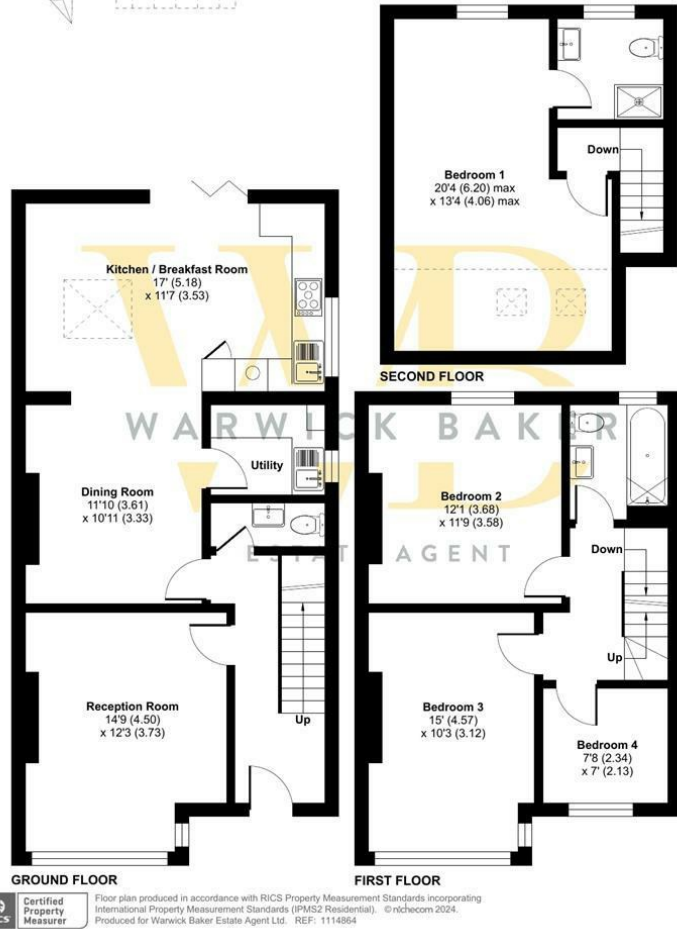 Down
Bedroom 1
20'4 (6.20) max
x 13'4 (4.06) max
SECOND FLOOR
Kitchen / Breakfast Room
17' (5.18)
x 11'7 (3.53)
WB
WARWICK BAKER
ESTATE AGENT
Utility
Dining Room
11'10 (3.61)
x 10'11 (3.33)
Reception Room
14'9 (4.50)
x 12'3 (3.73)
Up
GROUND FLOOR
Bedroom 2
12'1 (3.68)
x 11'9 (3.58)
Down
Up
Bedroom 3
15' (4.57)
x 10'3 (3.12)
Bedroom 4
7'8 (2.34)
x 7' (2.13)
FIRST FLOOR
Certified
Property
Measurer
Floor plan produced in accordance with RICS Property Measurement Standards incorporating
International Property Measurement Standards (IPMS2 Residential). © nichecom 2024.
Produced for Warwick Baker Estate Agent Ltd. REF: 1114864